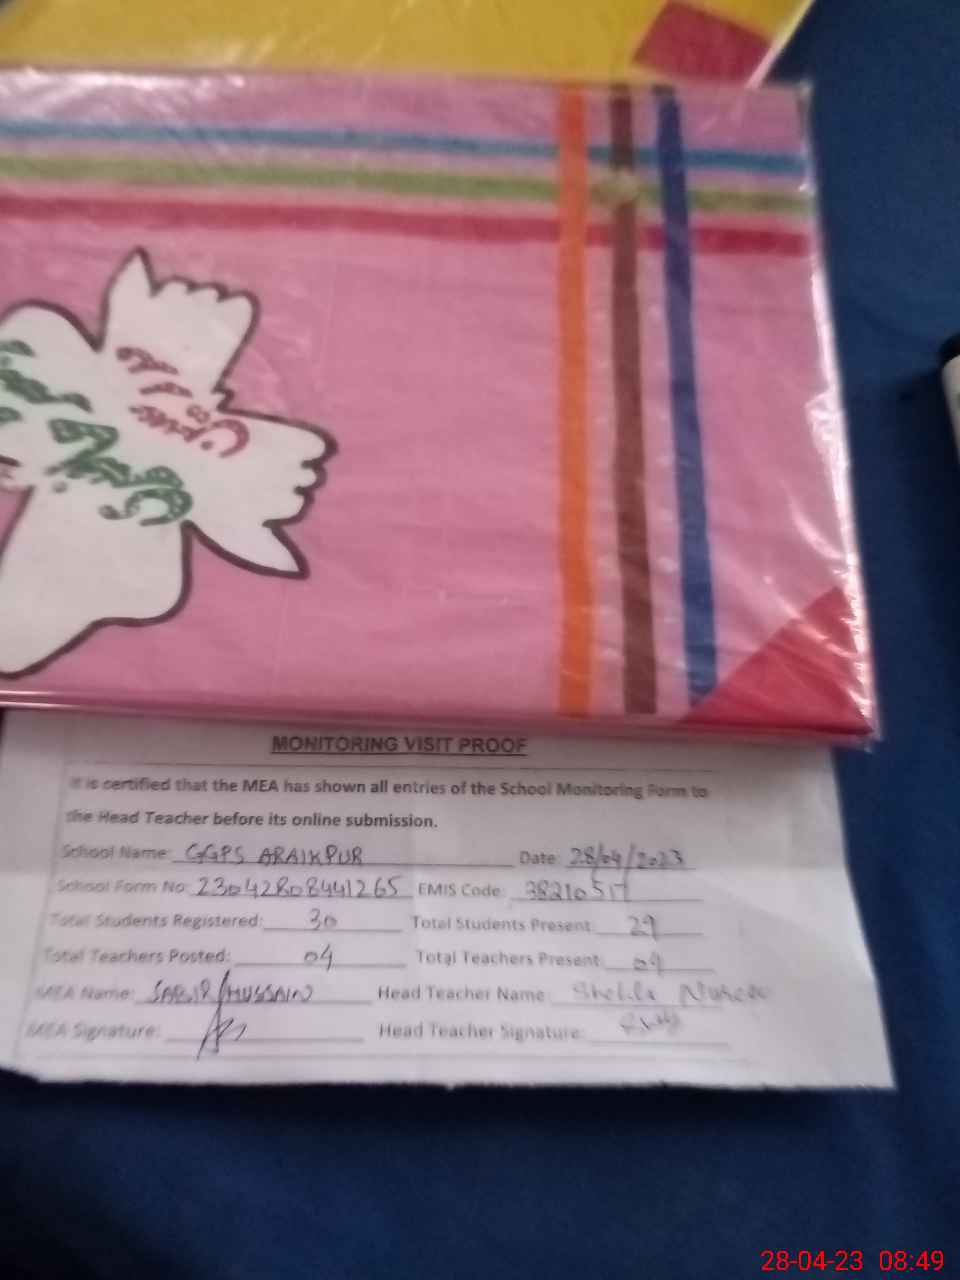 MONITORING VISIT PROOF
It is certified that the MEA has shown all entries of the School Monitoring Form to
the Head Teacher before its online submission.
School Name: GGPS ARAIKPUR Date: 28/04/2023
School Form No: 23042808441265 EMIS Code: 38210517
Total Students Registered: 30 Total Students Present: 29
Total Teachers Posted: 04 Total Teachers Present: 04
MEA Name: SABIR HUSSAIN Head Teacher Name:
MEA Signature: Head Teacher Signature:
28-04-23 08:49